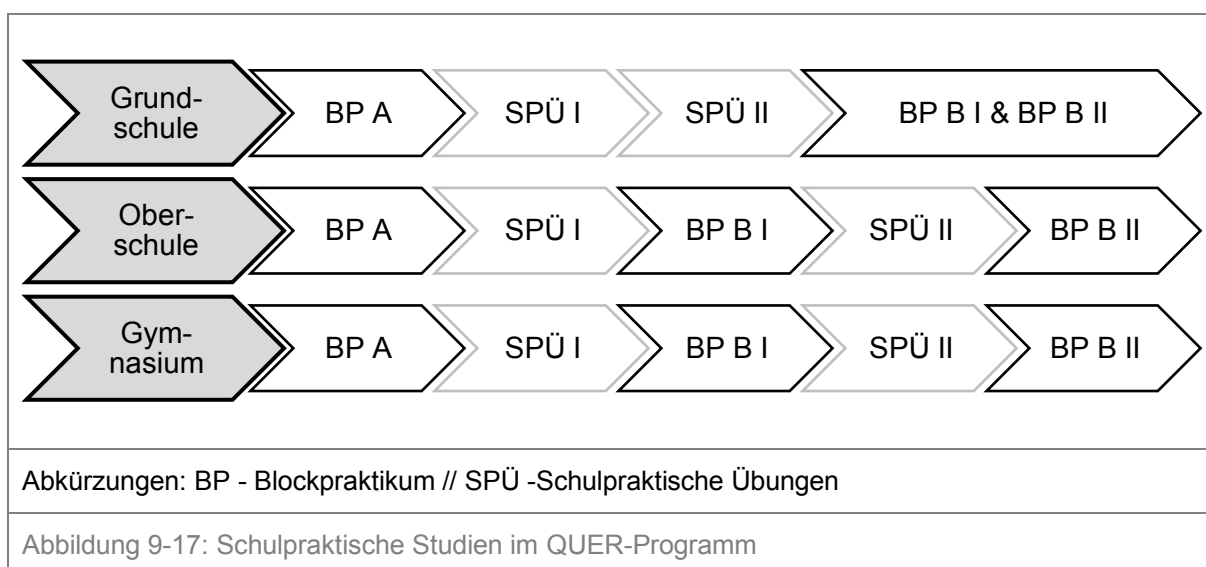 Grund-
schule
BP A
SPÜ I
SPÜ II
BP B I & BP B II
Ober-
schule
BP A
SPÜ I
BP B I
SPÜ II
BP B II
Gym-
nasium
BP A
SPÜ I
BP B I
SPÜ II
BP B II
Abkürzungen: BP - Blockpraktikum // SPÜ -Schulpraktische Übungen
Abbildung 9-17: Schulpraktische Studien im QUER-Programm